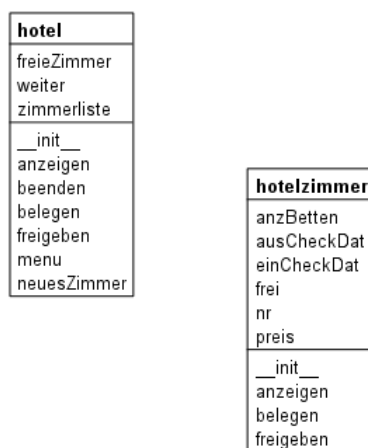 hotel
freieZimmer
weiter
zimmerliste
__init__
anzeigen
beenden
belegen
freigeben
menu
neuesZimmer
hotelzimmer
anzBetten
ausCheckDat
einCheckDat
frei
nr
preis
__init__
anzeigen
belegen
freigeben